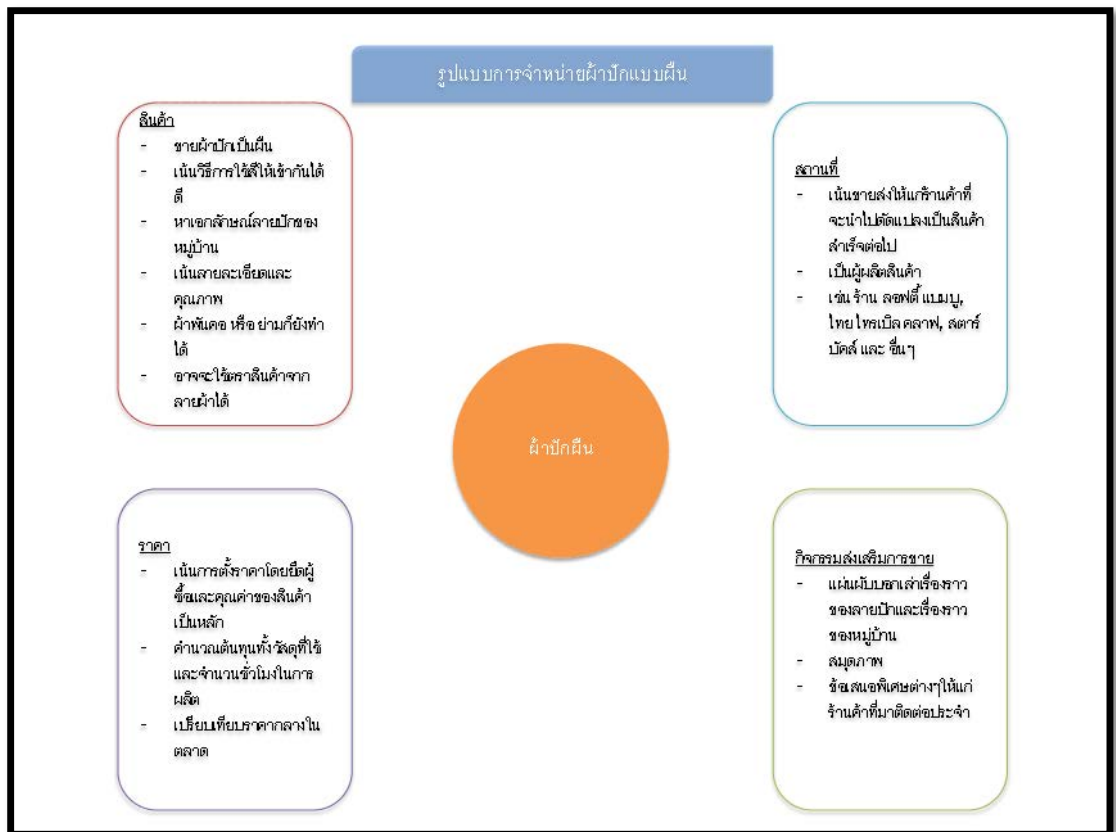 รูปแบบการจำหน่ายผ้าปักแบบผืน
สินค้า
- ขายผ้าปักเป็นผืน
- เน้นวิธีการใช้สีให้เข้ากันได้
ดี
- หาเอกลักษณ์ลายปักของ
หมู่บ้าน
- เน้นลายละเอียดและ
คุณภาพ
- ผ้าพันคอ หรือ ย่ามก็ยังทำ
ได้
- อาจจะใช้ตราสินค้าจาก
ลายผ้าได้
สถานที่
- เน้นขายส่งให้แก่ร้านค้าที่
จะนำไปดัดแปลงเป็นสินค้า
สำเร็จต่อไป
- เป็นผู้ผลิตสินค้า
- เช่น ร้าน ลอฟตี้ แบมบู,
ไทย ไทรเบิล คลาฟ, สตาร์
บัคส์ และ อื่นๆ
ผ้าปักผืน
ราคา
- เน้นการตั้งราคาโดยยึดผู้
ซื้อและคุณค่าของสินค้า
เป็นหลัก
- คำนวณต้นทุนทั้งวัสดุที่ใช้
และจำนวนชั่วโมงในการ
ผลิต
- เปรียบเทียบราคากลางใน
ตลาด
กิจกรรมส่งเสริมการขาย
- แผ่นผับบอกเล่าเรื่องราว
ของลายปักและเรื่องราว
ของหมู่บ้าน
- สมุดภาพ
- ข้อเสนอพิเศษต่างๆให้แก่
ร้านค้าที่มาติดต่อประจำ